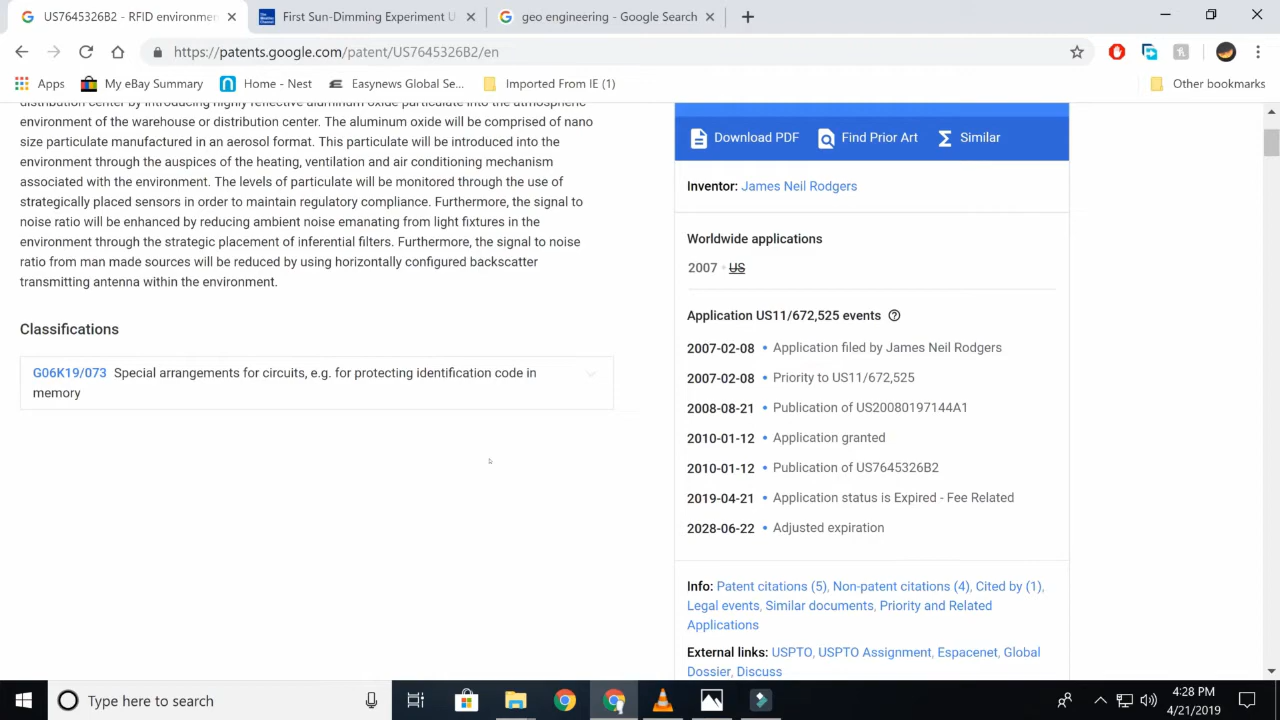 US7645326B2 - RFID environmen
First Sun-Dimming Experiment U
geo engineering - Google Search
https://patents.google.com/patent/US7645326B2/en
Apps
My eBay Summary
Home - Nest
Easynews Global Se...
Imported From IE (1)
Other bookmarks
distribution center by introducing highly reflective aluminum oxide particulate into the atmospheric
environment of the warehouse or distribution center. The aluminum oxide will be comprised of nano
size particulate manufactured in an aerosol format. This particulate will be introduced into the
environment through the auspices of the heating, ventilation and air conditioning mechanism
associated with the environment. The levels of particulate will be monitored through the use of
strategically placed sensors in order to maintain regulatory compliance. Furthermore, the signal to
noise ratio will be enhanced by reducing ambient noise emanating from light fixtures in the
environment through the strategic placement of inferential filters. Furthermore, the signal to noise
ratio from man made sources will be reduced by using horizontally configured backscatter
transmitting antenna within the environment.
Classifications
G06K19/073 Special arrangements for circuits, e.g. for protecting identification code in
memory
Download PDF
Find Prior Art
Similar
Inventor: James Neil Rodgers
Worldwide applications
2007 • US
Application US11/672,525 events
2007-02-08 • Application filed by James Neil Rodgers
2007-02-08 • Priority to US11/672,525
2008-08-21 • Publication of US20080197144A1
2010-01-12 • Application granted
2010-01-12 • Publication of US7645326B2
2019-04-21 • Application status is Expired - Fee Related
2028-06-22 • Adjusted expiration
Info: Patent citations (5), Non-patent citations (4), Cited by (1),
Legal events, Similar documents, Priority and Related
Applications
External links: USPTO, USPTO Assignment, Espacenet, Global
Dossier, Discuss
Type here to search
4:28 PM
4/21/2019